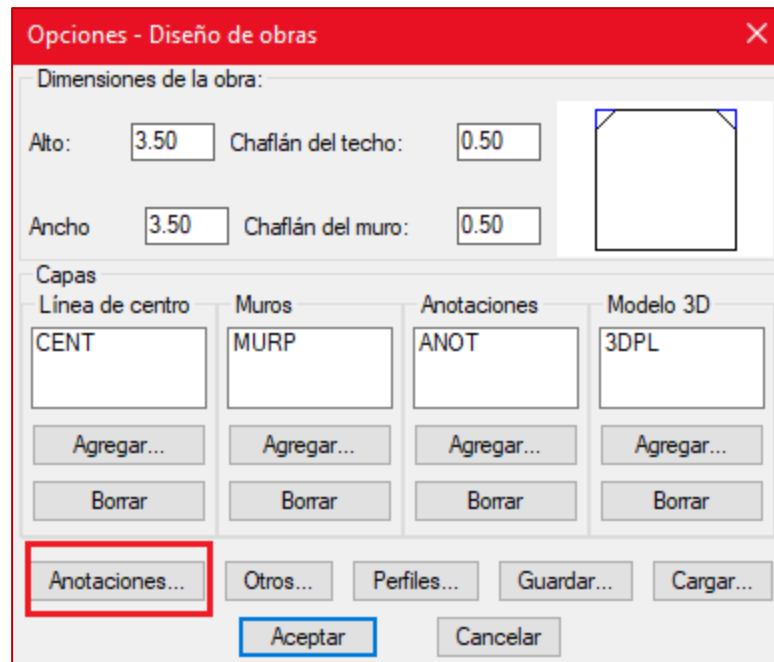 Opciones - Diseño de obras
Dimensiones de la obra:
Alto: 3.50 Chaflán del techo: 0.50
Ancho 3.50 Chaflán del muro: 0.50
Capas
Línea de centro Muros Anotaciones Modelo 3D
CENT MURP ANOT 3DPL
Agregar... Agregar... Agregar... Agregar...
Borrar Borrar Borrar Borrar
Anotaciones... Otros... Perfiles... Guardar... Cargar...
Aceptar Cancelar